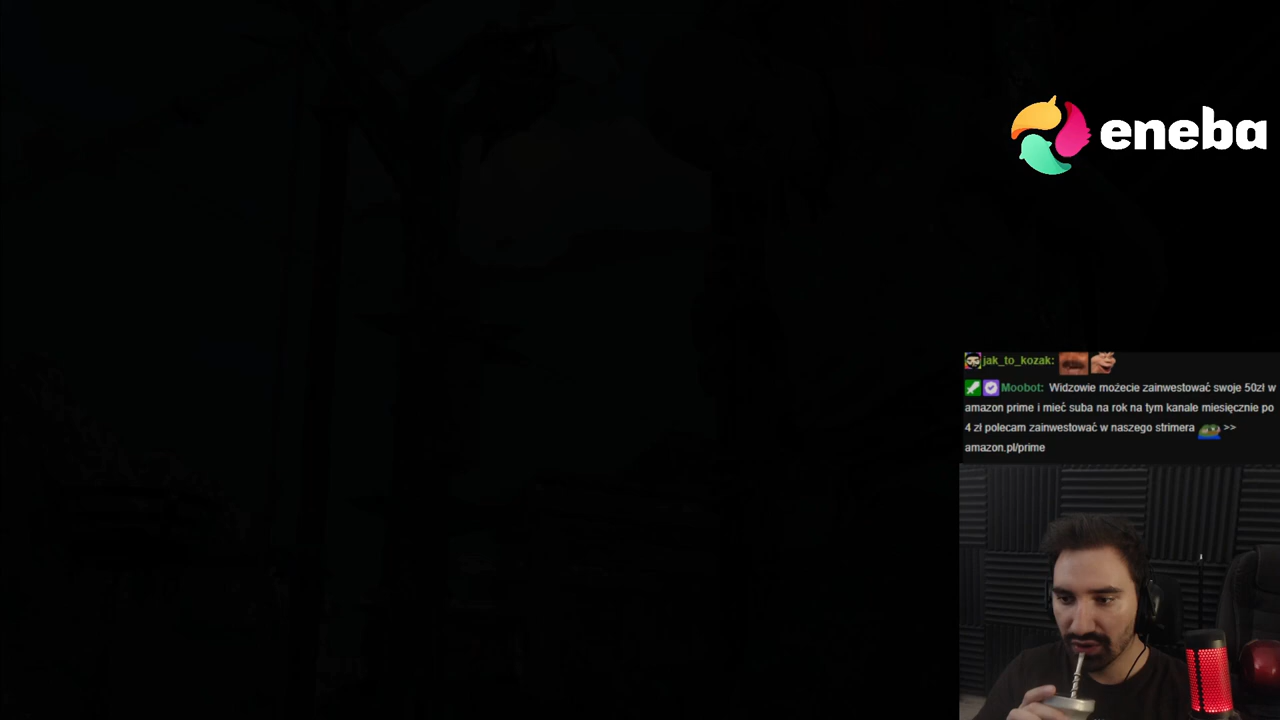 eneba
jak_to_kozak:
Moobot: Widzowie możecie zainwestować swoje 50zł w
amazon prime i mieć suba na rok na tym kanale miesięcznie po
4 zł polecam zainwestować w naszego strimera >>
amazon.pl/prime